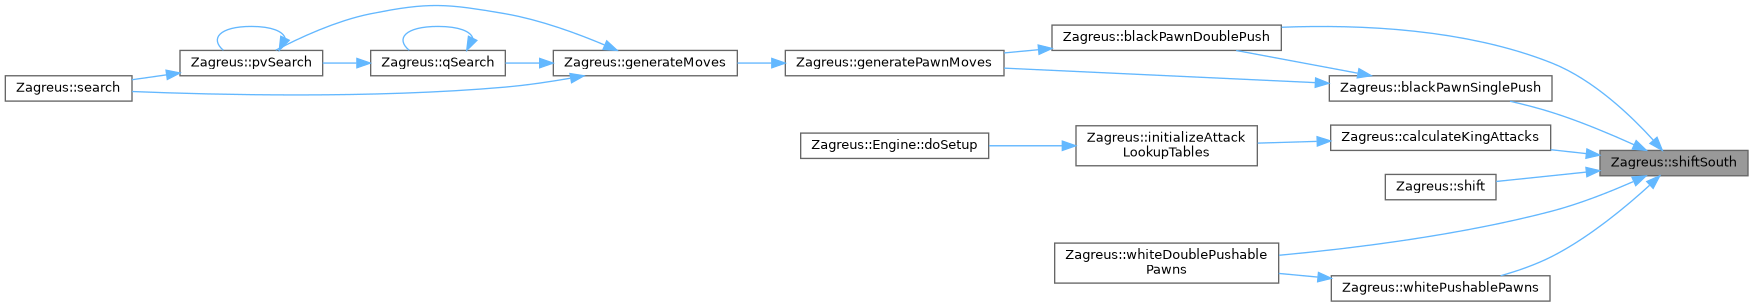 Zagreus::search
Zagreus::pvSearch
Zagreus::qSearch
Zagreus::generateMoves
Zagreus::generatePawnMoves
Zagreus::blackPawnDoublePush
Zagreus::blackPawnSinglePush
Zagreus::Engine::doSetup
Zagreus::initializeAttack
LookupTables
Zagreus::calculateKingAttacks
Zagreus::shiftSouth
Zagreus::shift
Zagreus::whiteDoublePushable
Pawns
Zagreus::whitePushablePawns